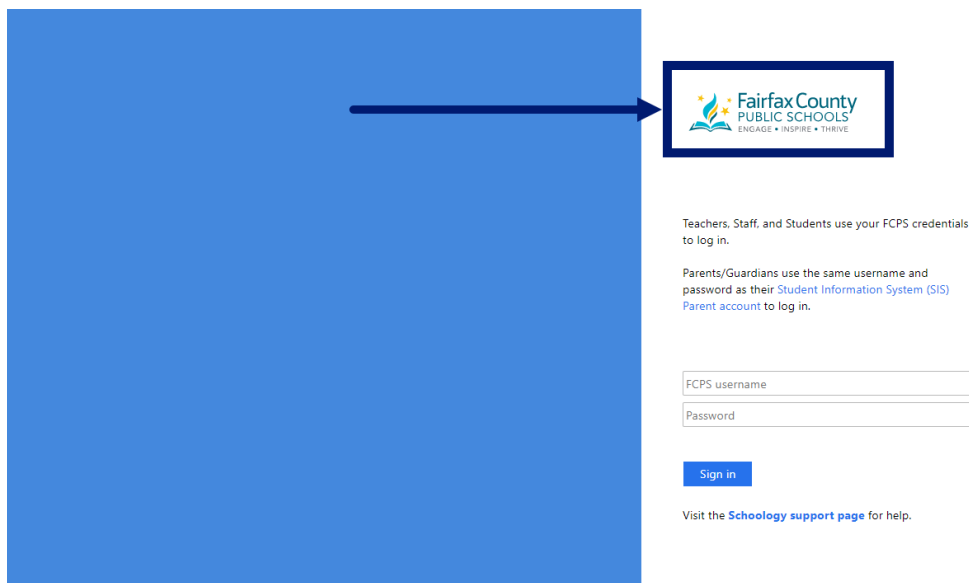 Fairfax County
PUBLIC SCHOOLS
ENGAGE • INSPIRE • THRIVE
Teachers, Staff, and Students use your FCPS credentials
to log in.
Parents/Guardians use the same username and
password as their Student Information System (SIS)
Parent account to log in.
FCPS username
Password
Sign in
Visit the Schoology support page for help.